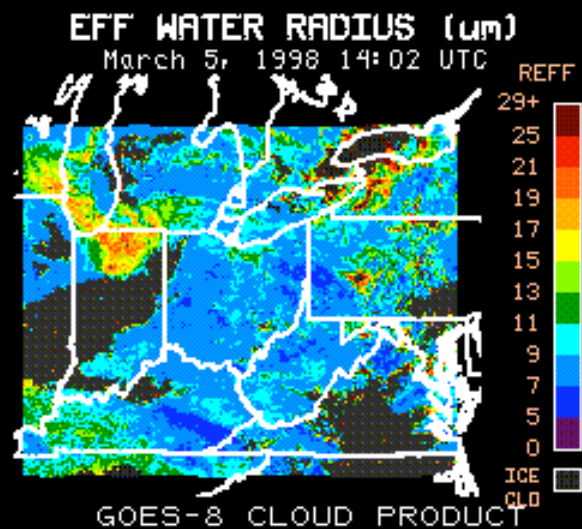 EFF WATER RADIUS (um)
March 5, 1998 14:02 UTC
REFF
29+
25
21
19
17
15
13
11
9
7
5
0
ICE
CLD
GOES-8 CLOUD PRODUCT